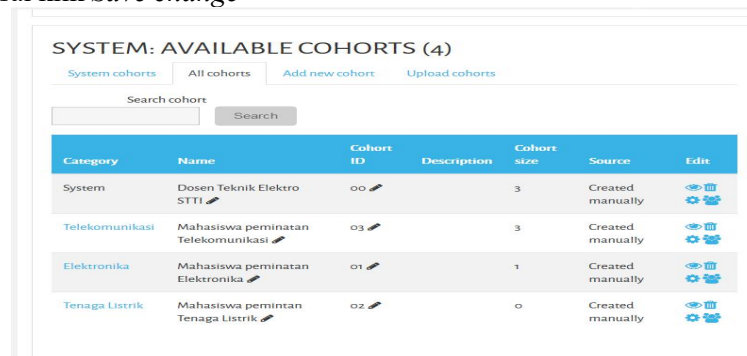 SYSTEM: AVAILABLE COHORTS (4)
System cohorts All cohorts Add new cohort Upload cohorts
Search cohort
Search
Category Name Cohort ID Description Cohort size Source Edit
System Dosen Teknik Elektro STTI 00 3 Created manually
Telekomunikasi Mahasiswa peminatan Telekomunikasi 03 3 Created manually
Elektronika Mahasiswa peminatan Elektronika 01 1 Created manually
Tenaga Listrik Mahasiswa pemintan Tenaga Listrik 02 0 Created manually